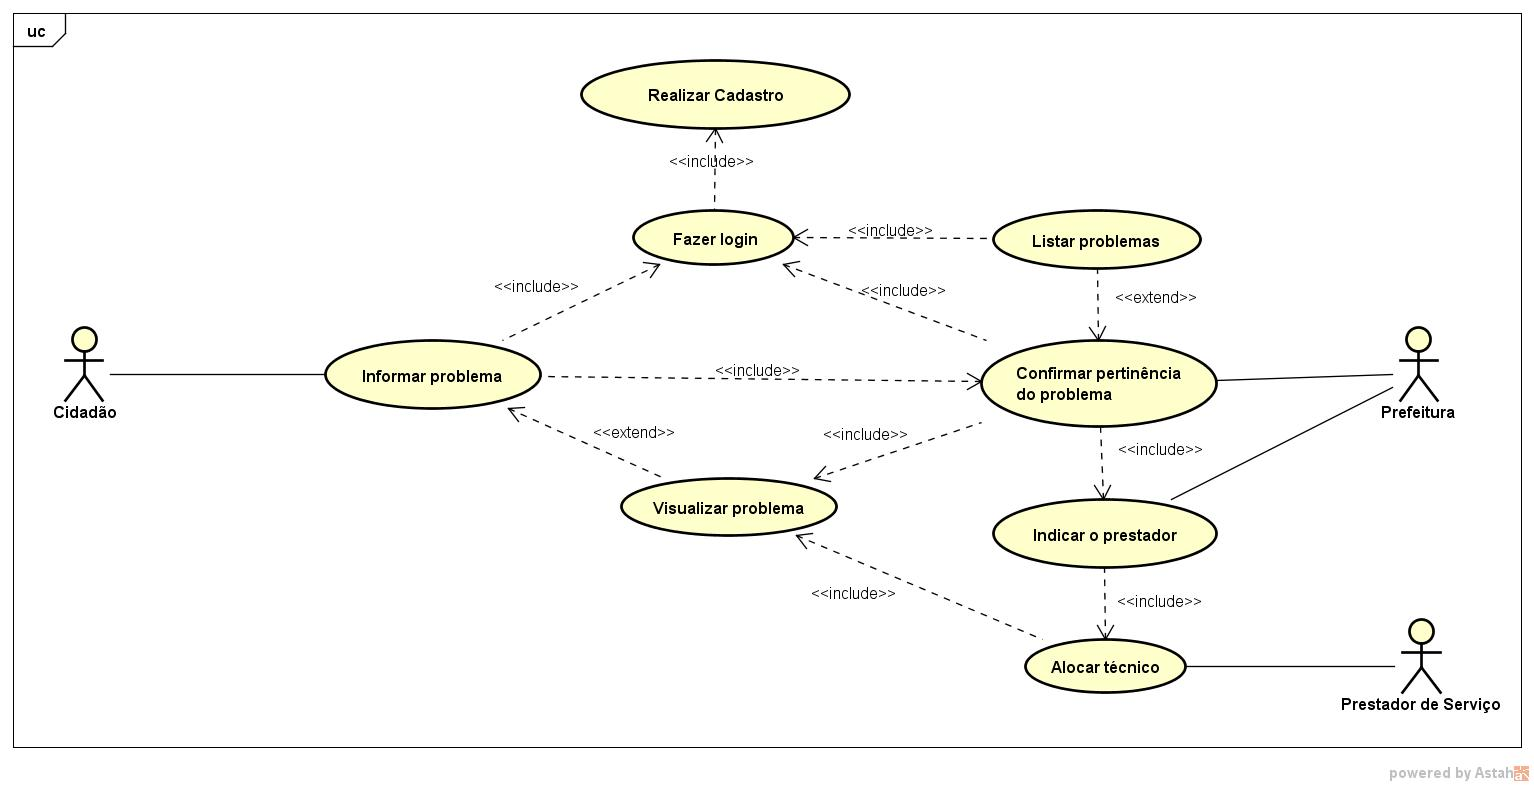 uc
Realizar Cadastro
<<include>>
Fazer login
<<include>>
Listar problemas
<<include>>
<<include>>
<<extend>>
Cidadão
Informar problema
<<include>>
Confirmar pertinência
do problema
Prefeitura
<<extend>>
<<include>>
<<include>>
Visualizar problema
Indicar o prestador
<<include>>
<<include>>
Alocar técnico
Prestador de Serviço
powered by Astah